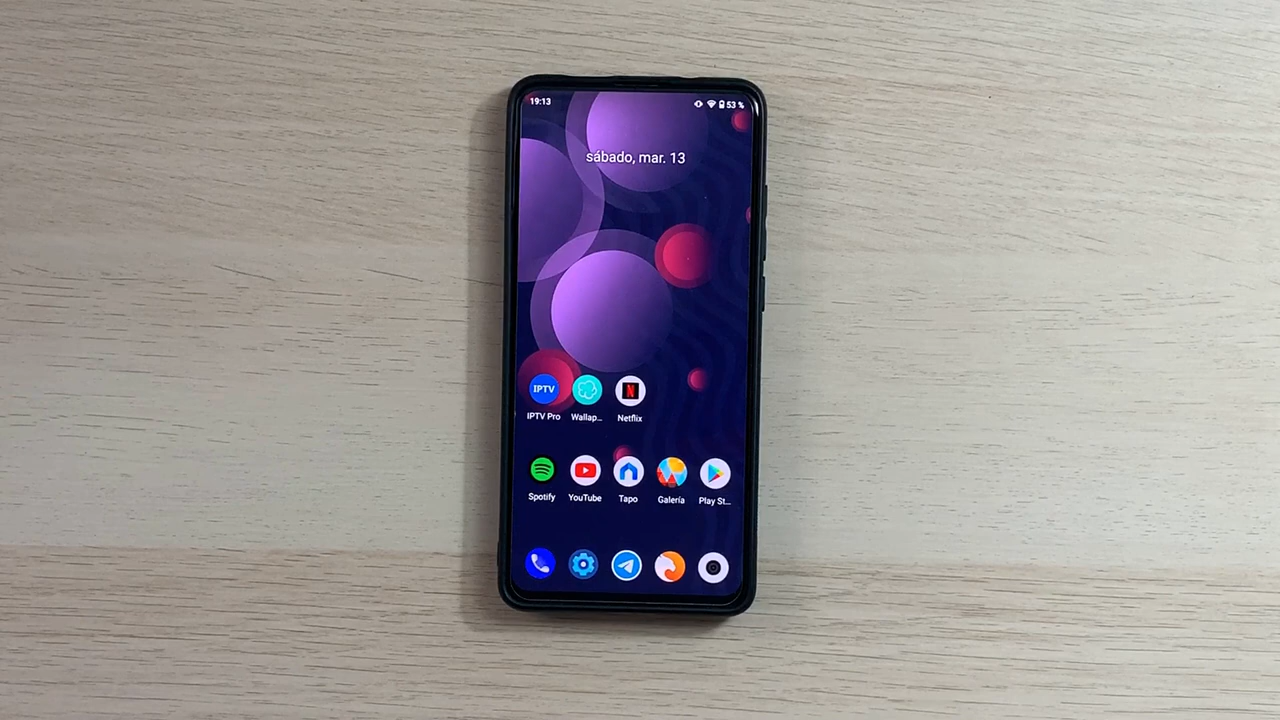 19:13
53 %
sábado, mar. 13
IPTV
IPTV Pro Wallap... Netflix
Spotify YouTube Tapo Galería Play St...